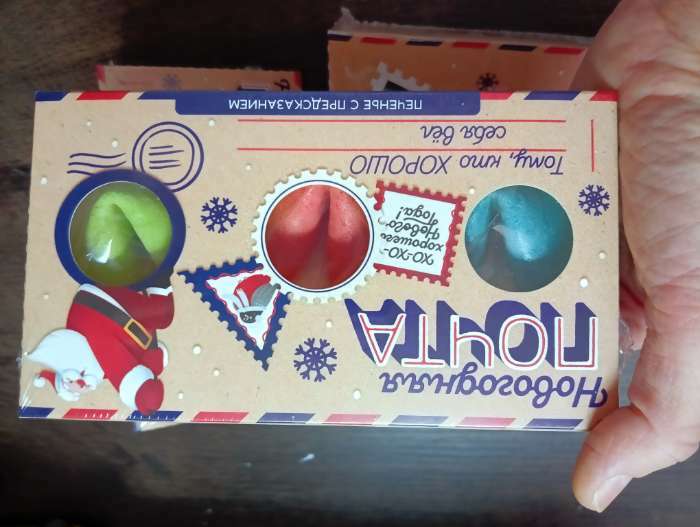 Новогодняя
ПОЧТА
ХО-ХО-
хорошего
Нового
Года!
Тому, кто ХОРОШО
себя вёл
ПЕЧЕНЬЕ С ПРЕДСКАЗАНИЕМ